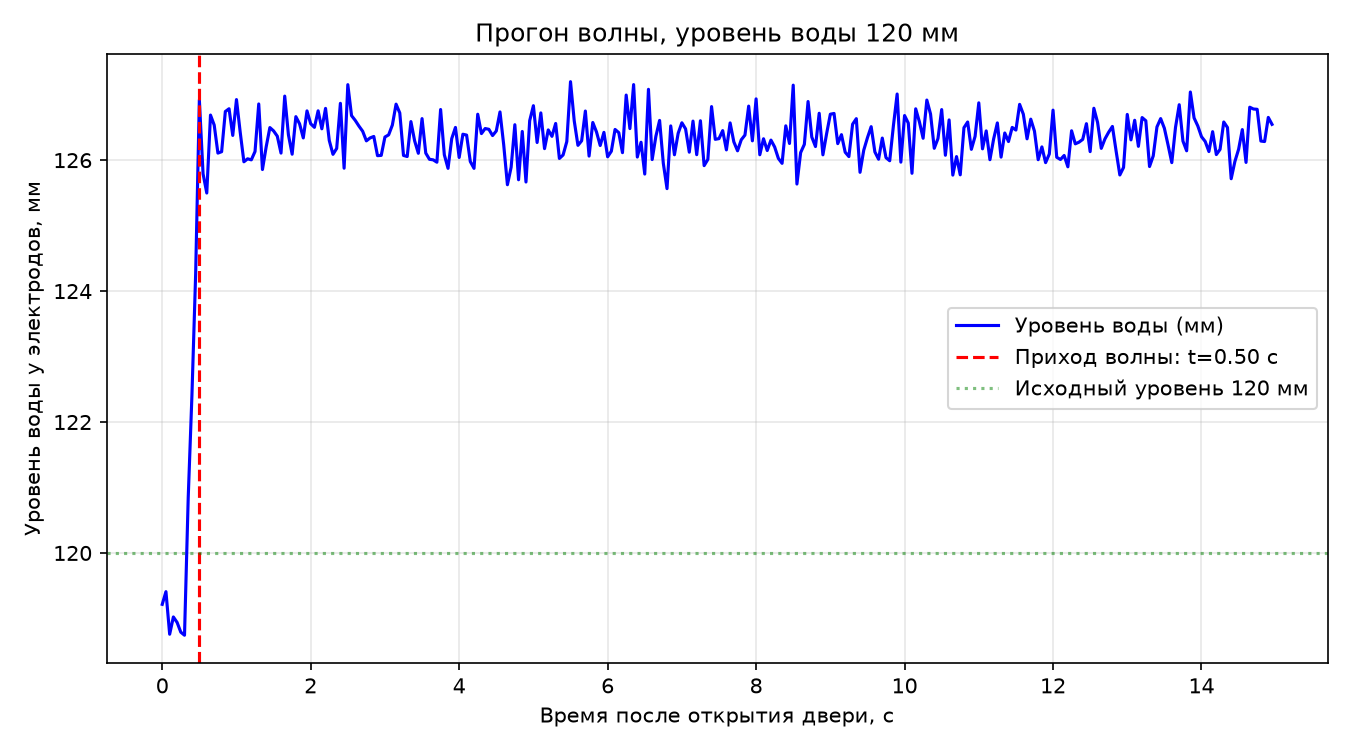 Прогон волны, уровень воды 120 мм
Уровень воды у электродов, мм
126
124
122
120
Уровень воды (мм)
Приход волны: t=0.50 с
Исходный уровень 120 мм
0 2 4 6 8 10 12 14
Время после открытия двери, с